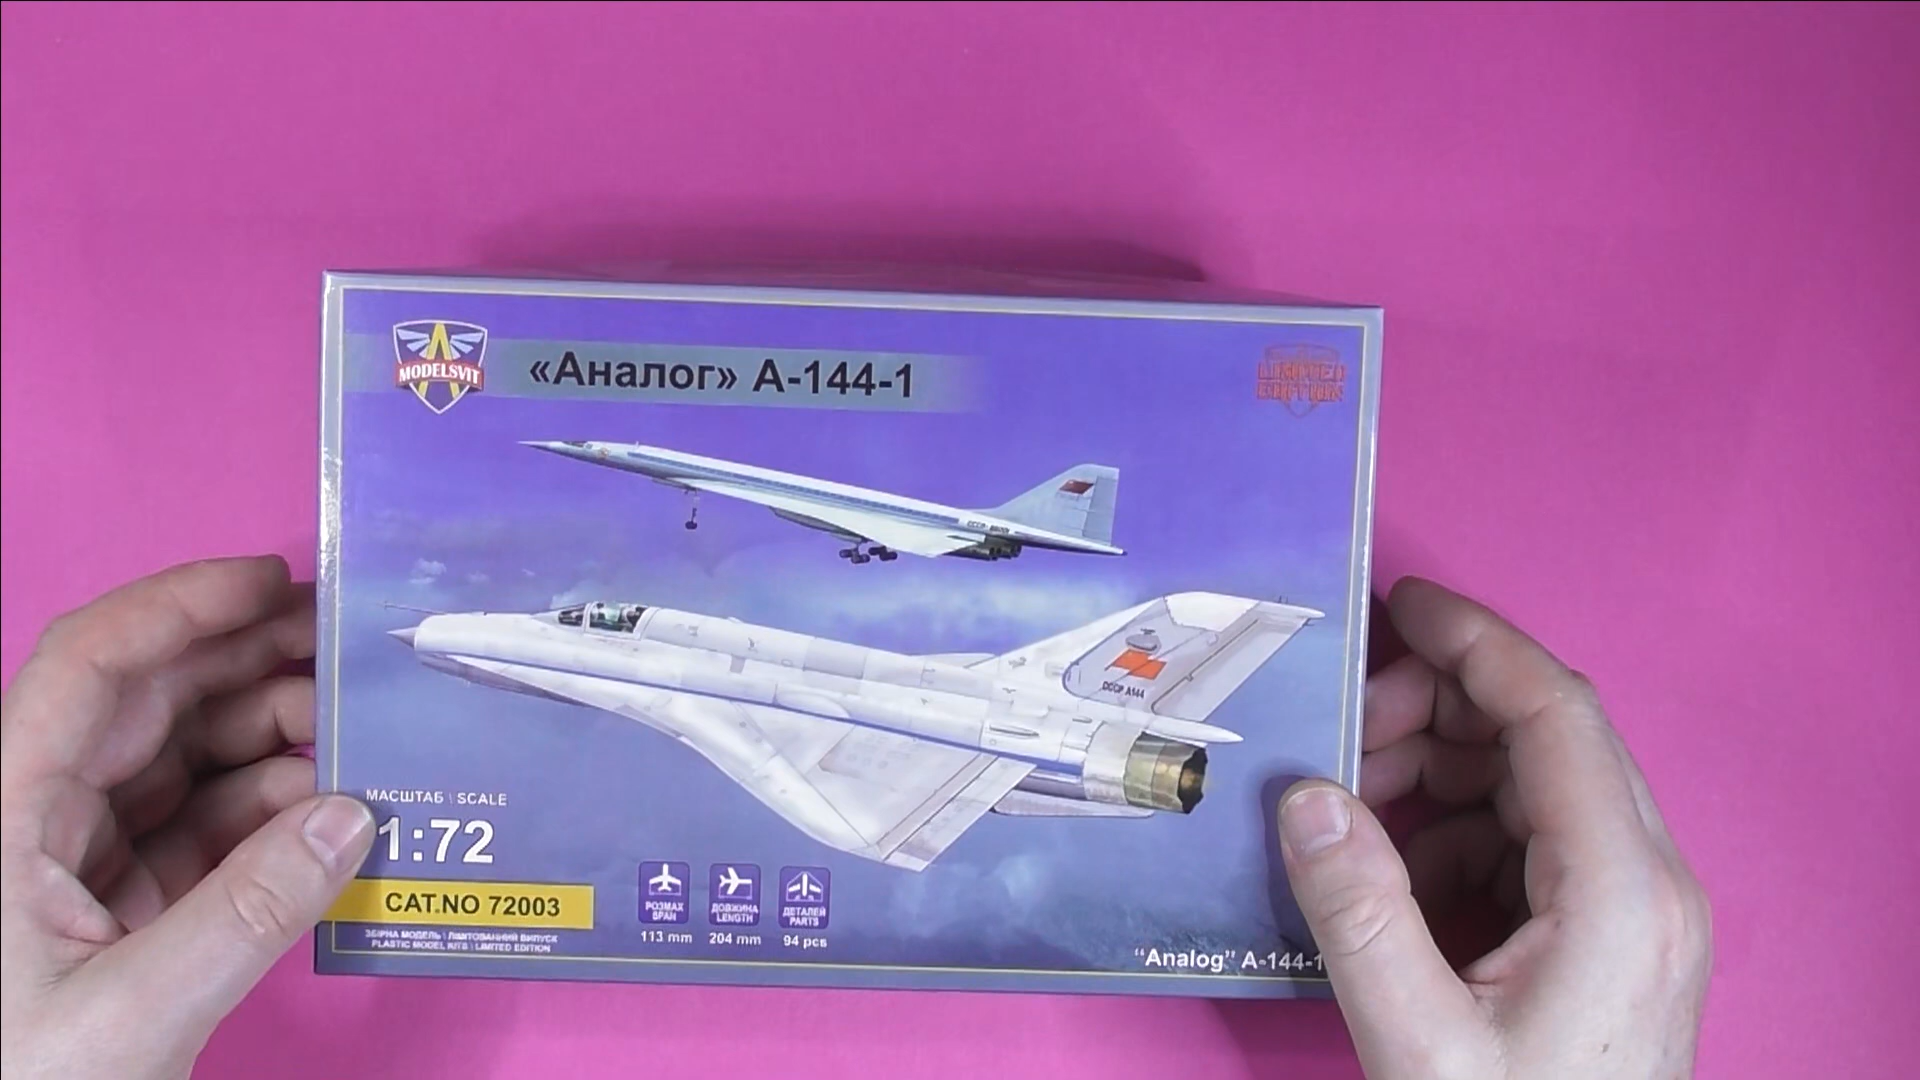 MODELSVIT
«Аналог» А-144-1
LIMITED
EDITION
СССР
СССР А144
МАСШТАБ \ SCALE
1:72
CAT.NO 72003
ЗБІРНА МОДЕЛЬ \ ЛІМІТОВАННИЙ ВИПУСК
PLASTIC MODEL KITS \ LIMITED EDITION
РОЗМАХ
SPAN
113 mm
ДОВЖИНА
LENGTH
204 mm
ДЕТАЛЕЙ
PARTS
94 pcs
“Analog” A-144-1